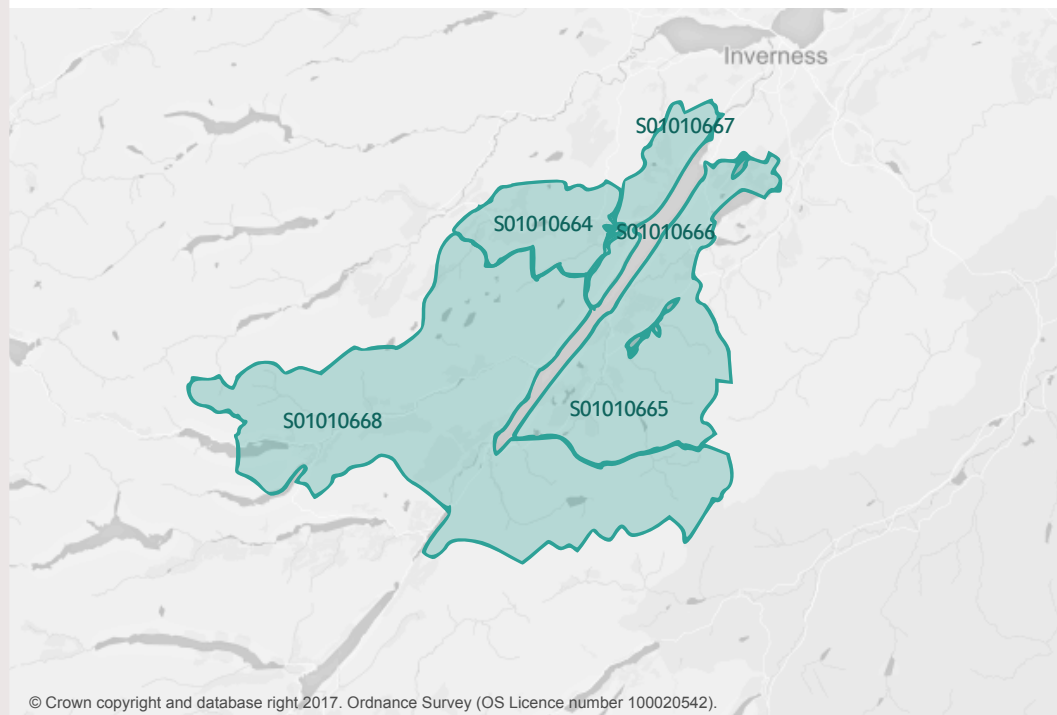 Inverness
S01010667
S01010664
S01010666
S01010665
S01010668
© Crown copyright and database right 2017. Ordnance Survey (OS Licence number 100020542).